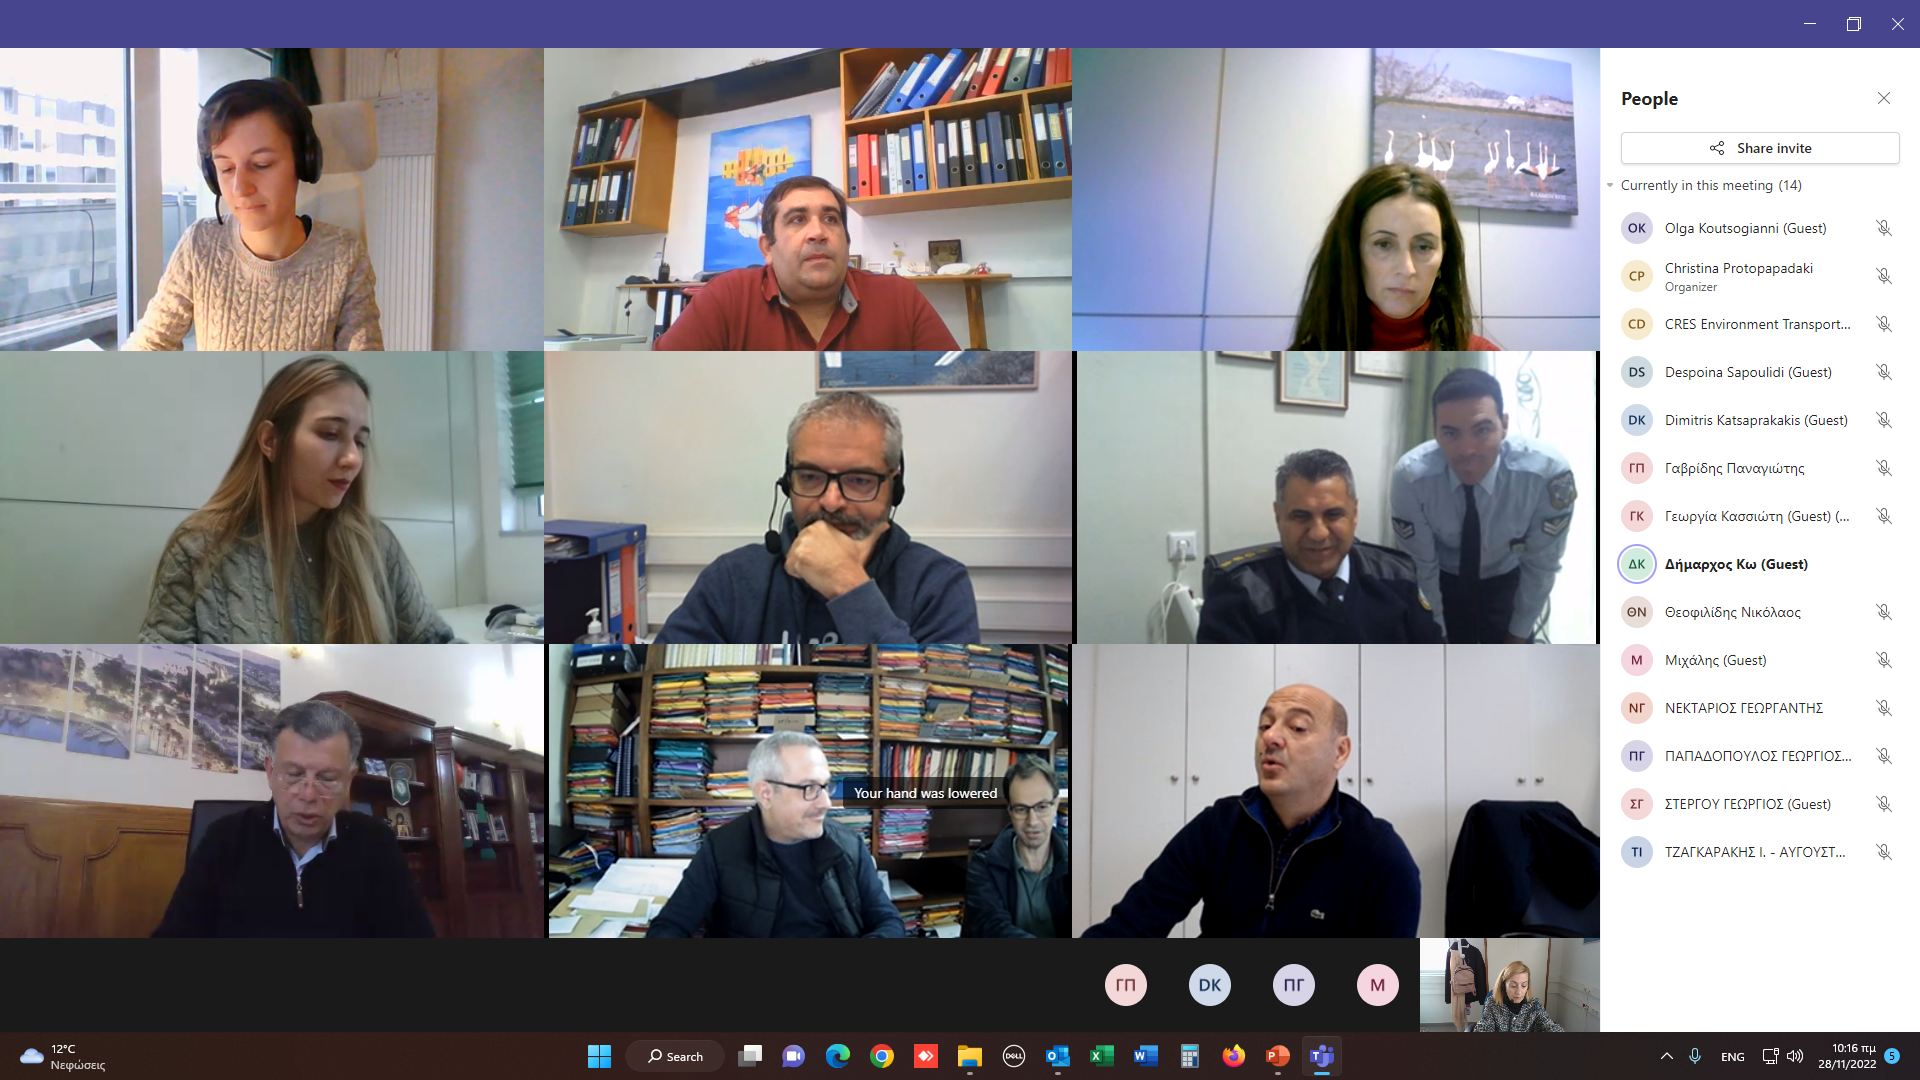 People
Share invite
Currently in this meeting (14)
OK Olga Koutsogianni (Guest)
CP Christina Protopapadaki
Organizer
CD CRES Environment Transport...
DS Despoina Sapoulidi (Guest)
DK Dimitris Katsaprakakis (Guest)
ΓΠ Γαβρίδης Παναγιώτης
ΓΚ Γεωργία Κασσιώτη (Guest) (...
ΔΚ Δήμαρχος Κω (Guest)
ΘΝ Θεοφιλίδης Νικόλαος
Μ Μιχάλης (Guest)
ΝΓ ΝΕΚΤΑΡΙΟΣ ΓΕΩΡΓΑΝΤΗΣ
ΠΓ ΠΑΠΑΔΟΠΟΥΛΟΣ ΓΕΩΡΓΙΟΣ...
ΣΓ ΣΤΕΡΓΟΥ ΓΕΩΡΓΙΟΣ (Guest)
ΤΙ ΤΖΑΓΚΑΡΑΚΗΣ Ι. - ΑΥΓΟΥΣΤ...
Your hand was lowered
ΓΠ DK ΠΓ Μ
12°C
Νεφώσεις
Search
DELL
ENG
10:16 πμ
28/11/2022
5